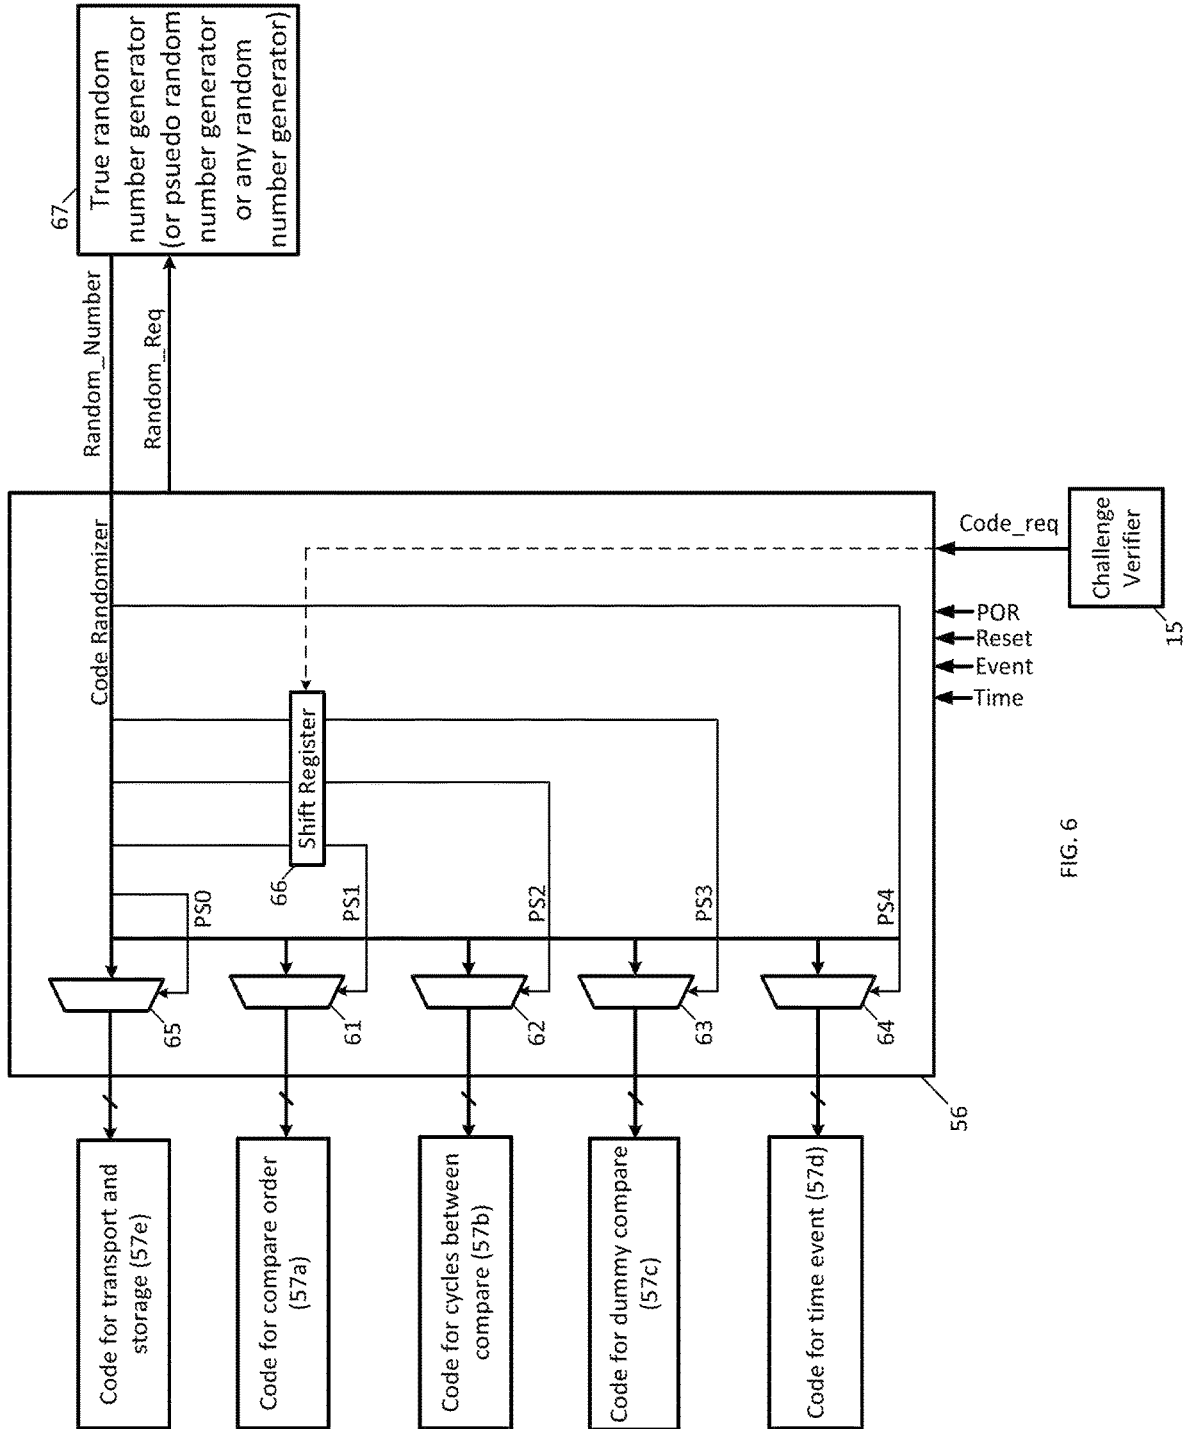 True random
number generator
(or psuedo random
number generator
or any random
number generator)
67
Random_Number
Random_Req
Code Randomizer
Code_req
Challenge
Verifier
15
POR
Reset
Event
Time
Shift Register
66
PS0
PS1
PS2
PS3
PS4
65
61
62
63
64
56
Code for transport and
storage (57e)
Code for compare order
(57a)
Code for cycles between
compare (57b)
Code for dummy compare
(57c)
Code for time event (57d)
FIG. 6